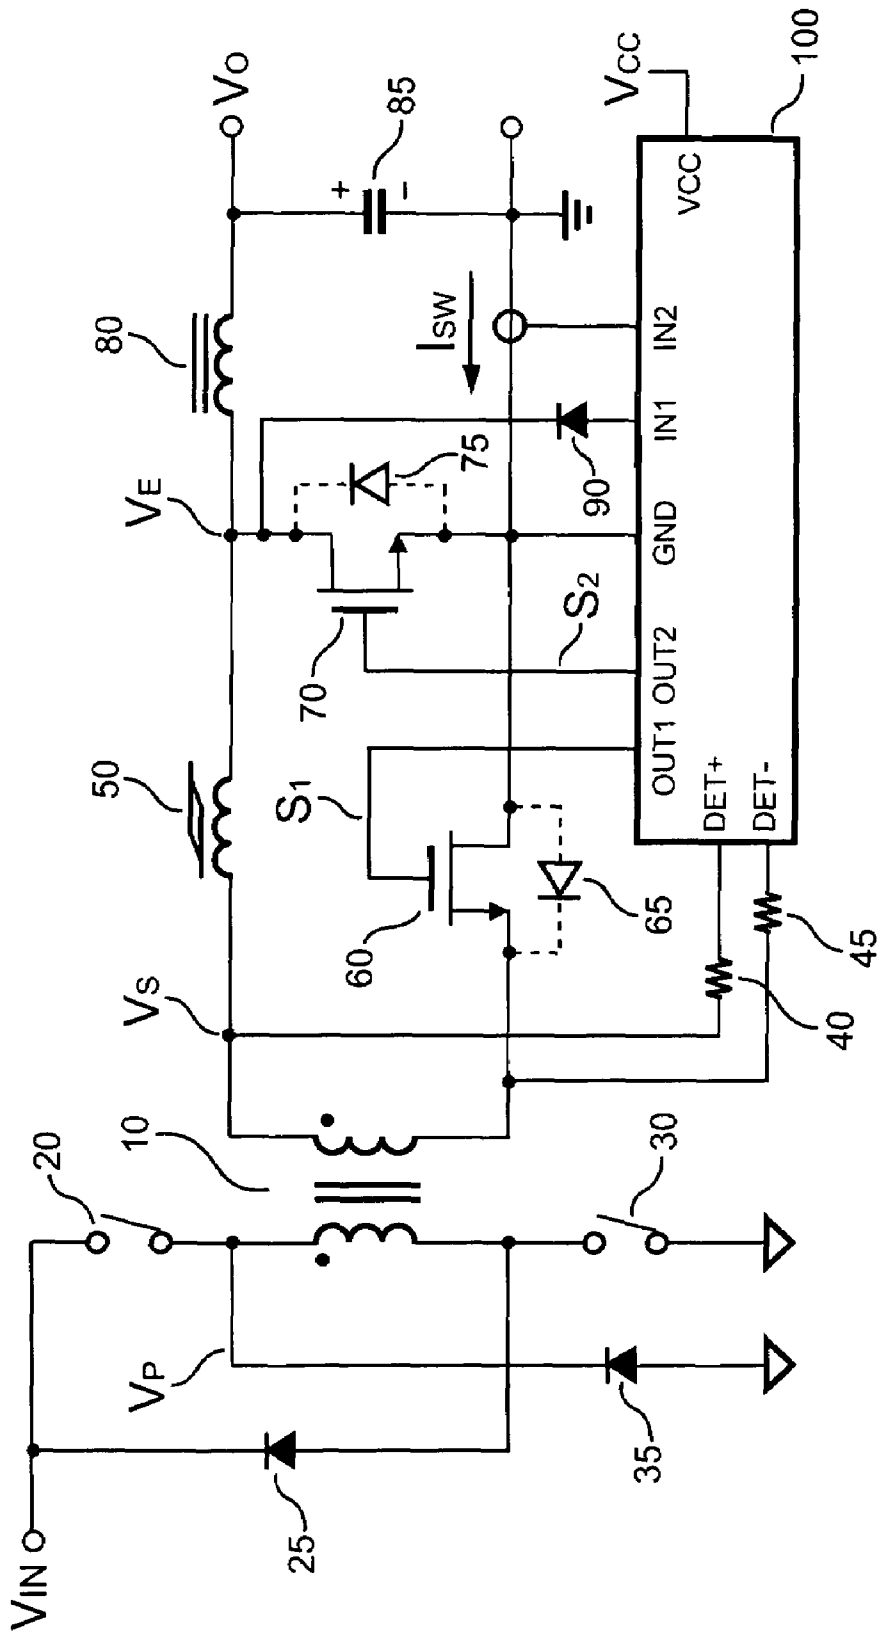 VIN
VP
25
35
20
10
30
VS
50
S1
60
65
40
45
VE
70
S2
75
90
80
ISW
VO
+
-
85
OUT1
OUT2
GND
IN1
IN2
VCC
DET+
DET-
VCC
100